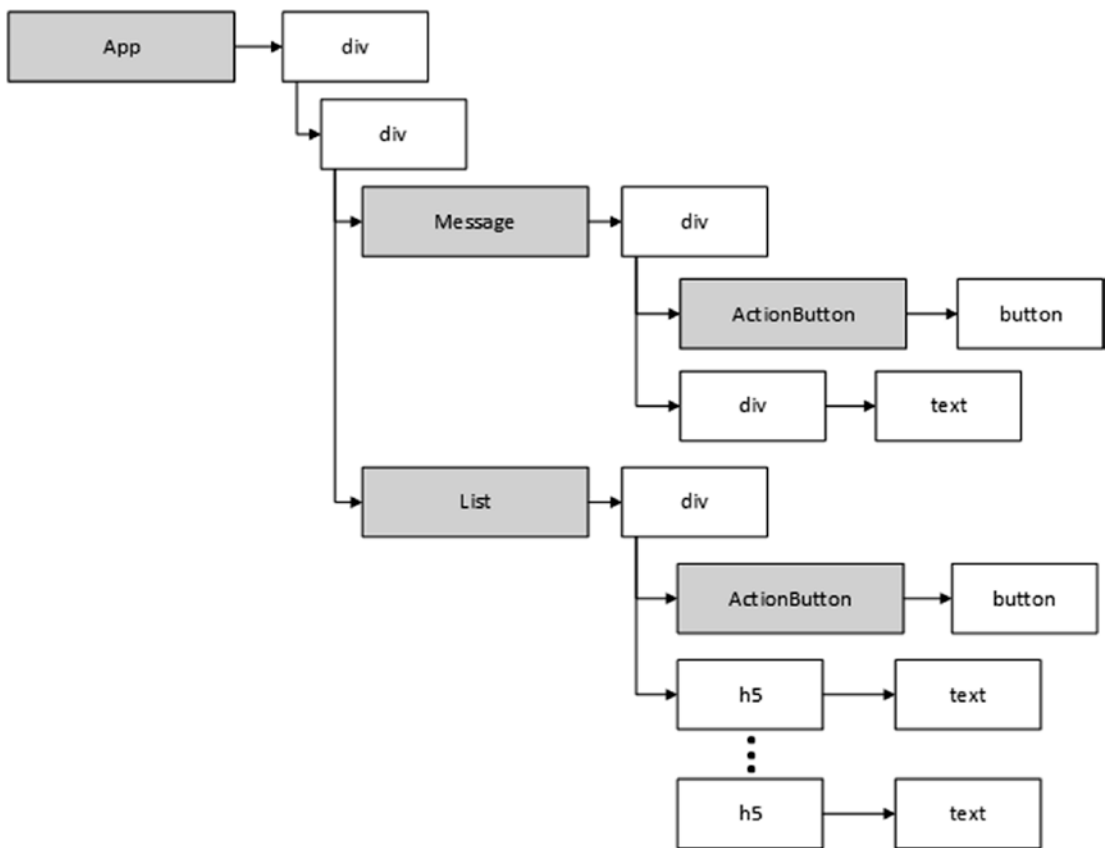 App
div
div
Message
div
ActionButton
button
div
text
List
div
ActionButton
button
h5
text
h5
text